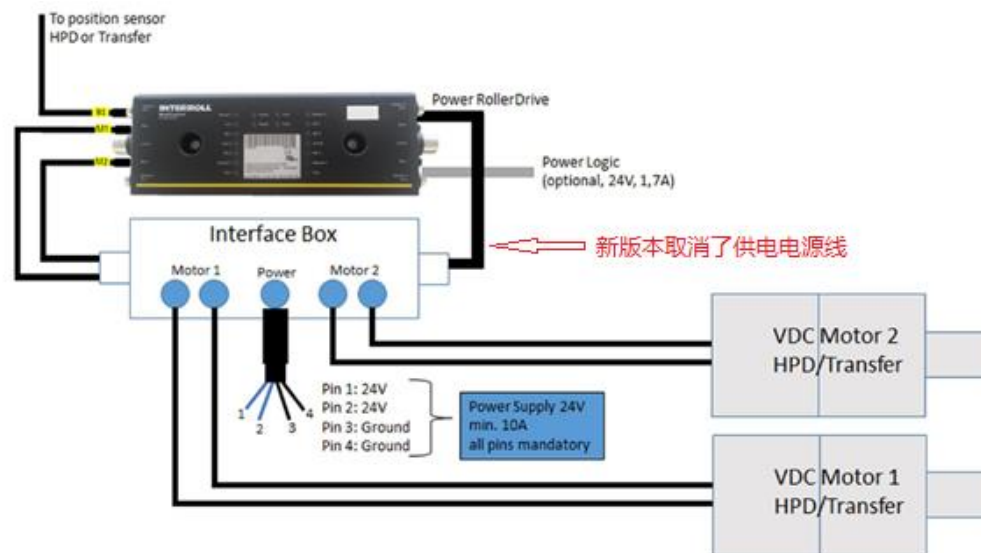 To position sensor
HPD or Transfer
B1
M1
M2
INTERROLL
Power RollerDrive
Power Logic
(optional, 24V, 1,7A)
Interface Box
新版本取消了供电电源线
Motor 1
Power
Motor 2
VDC Motor 2
HPD/Transfer
1
2
3
4
Pin 1: 24V
Pin 2: 24V
Pin 3: Ground
Pin 4: Ground
Power Supply 24V
min. 10A
all pins mandatory
VDC Motor 1
HPD/Transfer